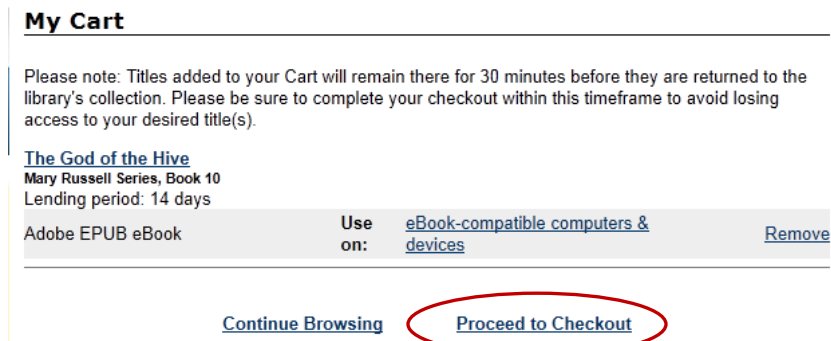 My Cart
Please note: Titles added to your Cart will remain there for 30 minutes before they are returned to the
library's collection. Please be sure to complete your checkout within this timeframe to avoid losing
access to your desired title(s).
The God of the Hive
Mary Russell Series, Book 10
Lending period: 14 days
Adobe EPUB eBook Use on: eBook-compatible computers & devices Remove
Continue Browsing Proceed to Checkout